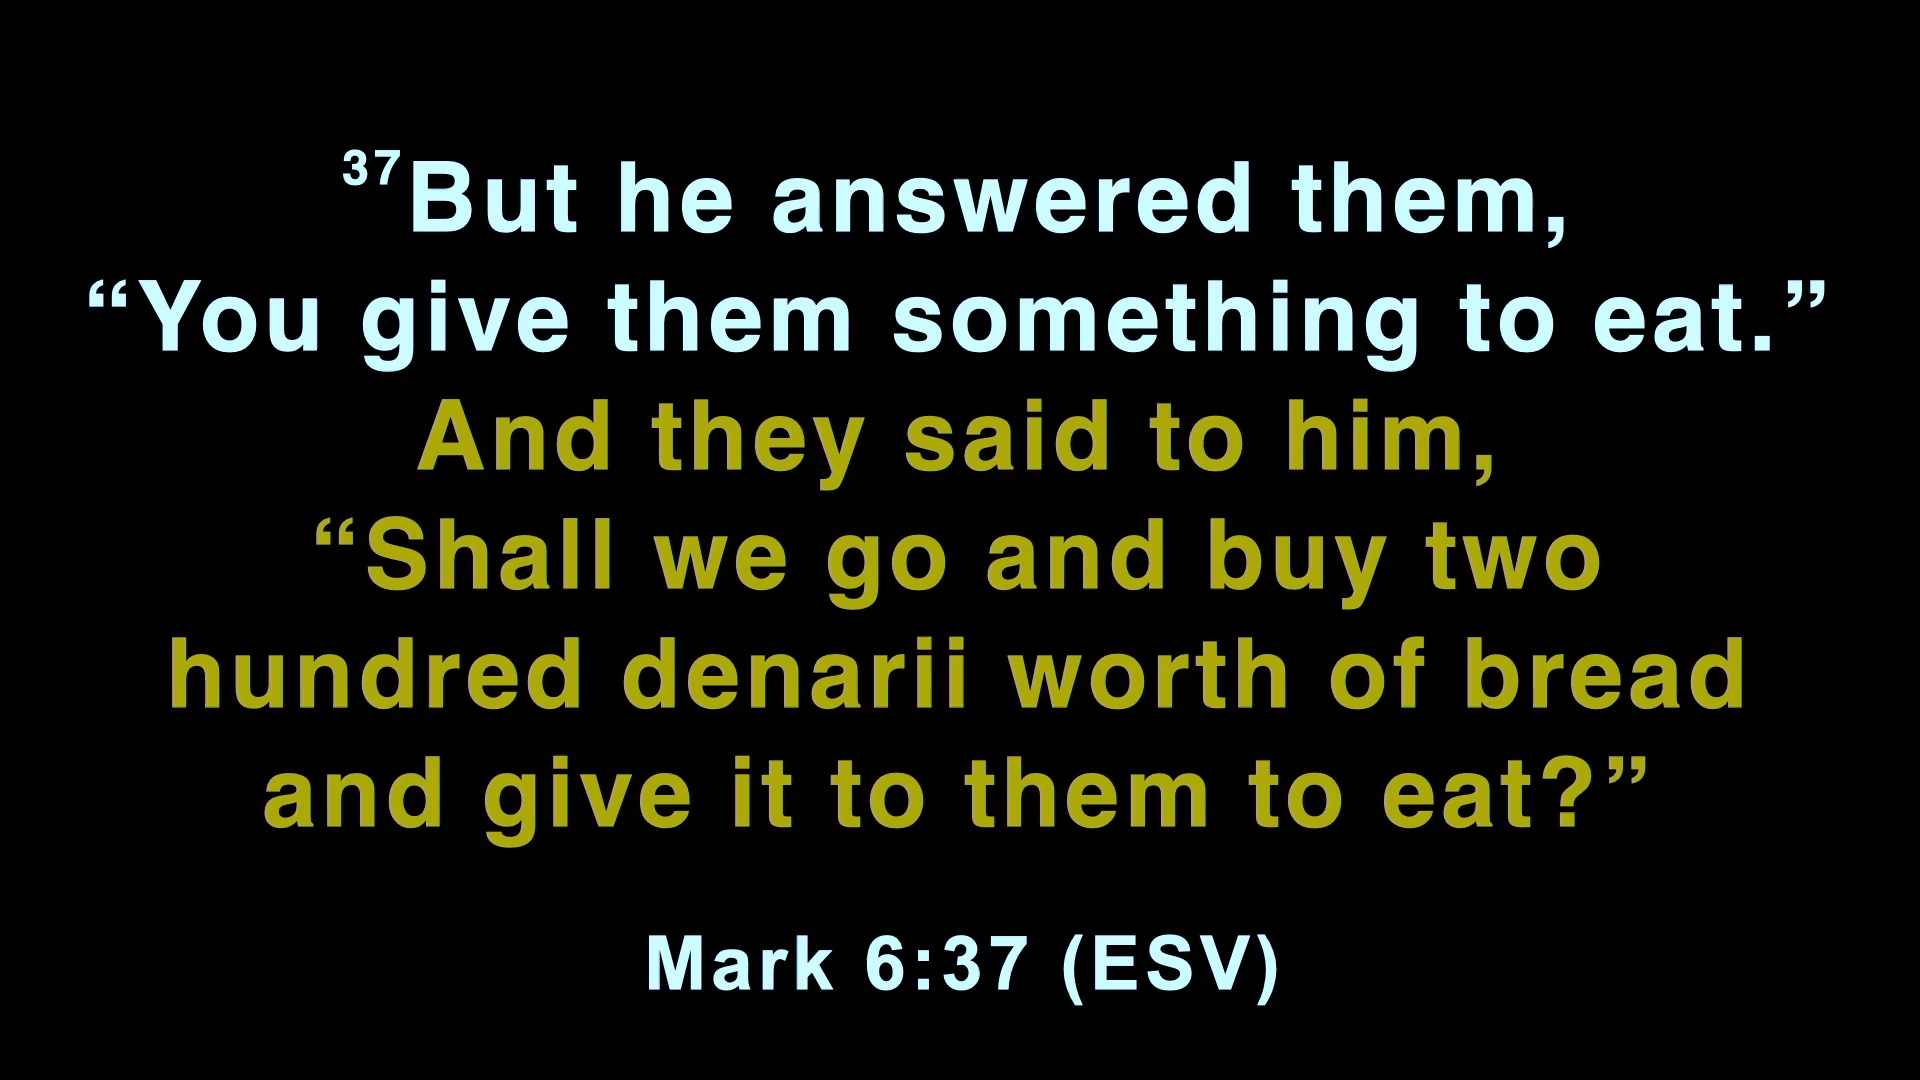 ³⁷But he answered them,
“You give them something to eat.”
And they said to him,
“Shall we go and buy two
hundred denarii worth of bread
and give it to them to eat?”
Mark 6:37 (ESV)